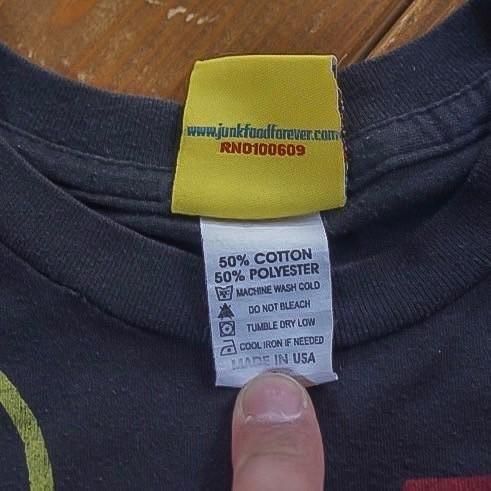 www.junkfoodforever.com
RN0100609
50% COTTON
50% POLYESTER
MACHINE WASH COLD
DO NOT BLEACH
TUMBLE DRY LOW
COOL IRON IF NEEDED
MADE IN USA